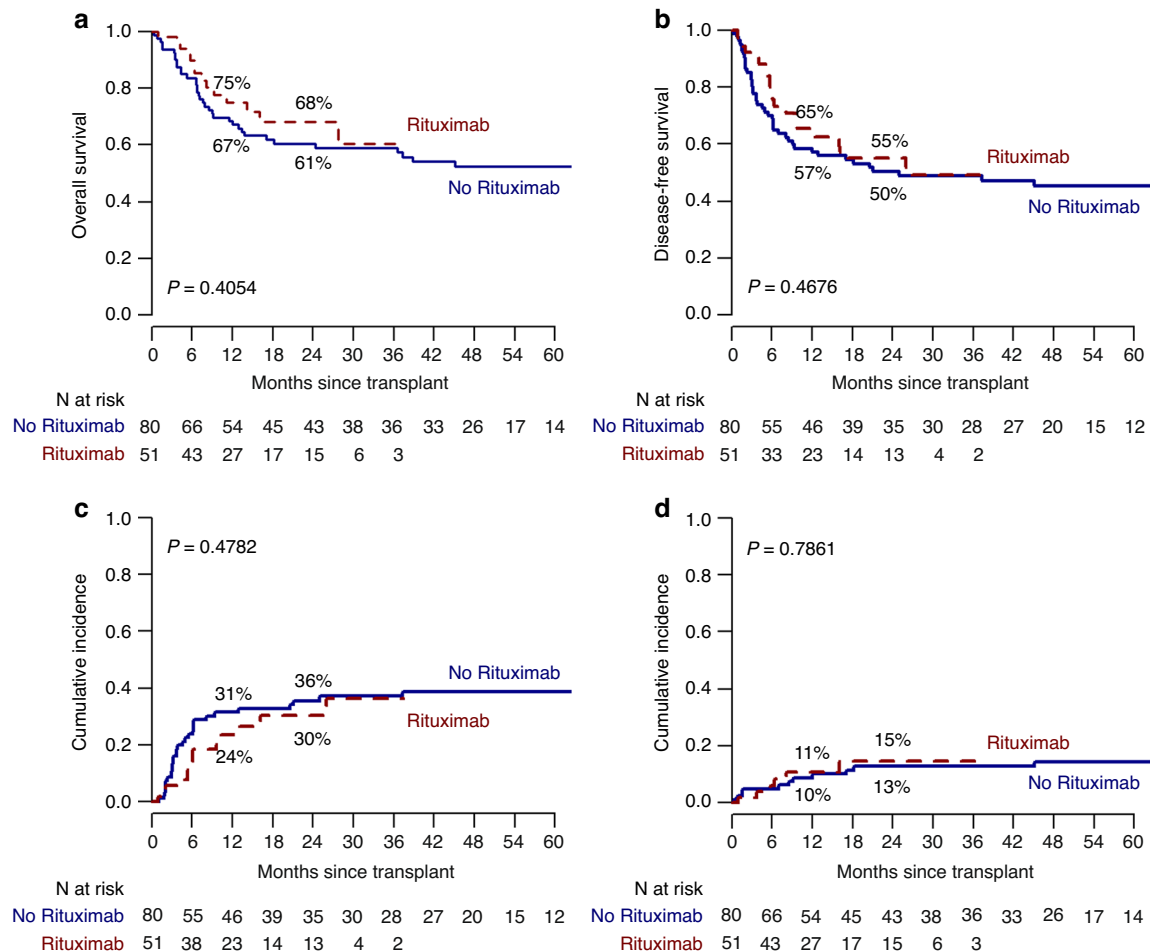 a
Overall survival
1.0
0.8
0.6
0.4
0.2
0.0
75%
68%
67%
61%
Rituximab
No Rituximab
P = 0.4054
0 6 12 18 24 30 36 42 48 54 60
Months since transplant
N at risk
No Rituximab 80 66 54 45 43 38 36 33 26 17 14
Rituximab 51 43 27 17 15 6 3
b
Disease-free survival
1.0
0.8
0.6
0.4
0.2
0.0
65%
55%
57%
50%
Rituximab
No Rituximab
P = 0.4676
0 6 12 18 24 30 36 42 48 54 60
Months since transplant
N at risk
No Rituximab 80 55 46 39 35 30 28 27 20 15 12
Rituximab 51 33 23 14 13 4 2
c
Cumulative incidence
1.0
0.8
0.6
0.4
0.2
0.0
P = 0.4782
31%
36%
24%
30%
No Rituximab
Rituximab
0 6 12 18 24 30 36 42 48 54 60
Months since transplant
N at risk
No Rituximab 80 55 46 39 35 30 28 27 20 15 12
Rituximab 51 38 23 14 13 4 2
d
Cumulative incidence
1.0
0.8
0.6
0.4
0.2
0.0
P = 0.7861
11%
15%
10%
13%
Rituximab
No Rituximab
0 6 12 18 24 30 36 42 48 54 60
Months since transplant
N at risk
No Rituximab 80 66 54 45 43 38 36 33 26 17 14
Rituximab 51 43 27 17 15 6 3